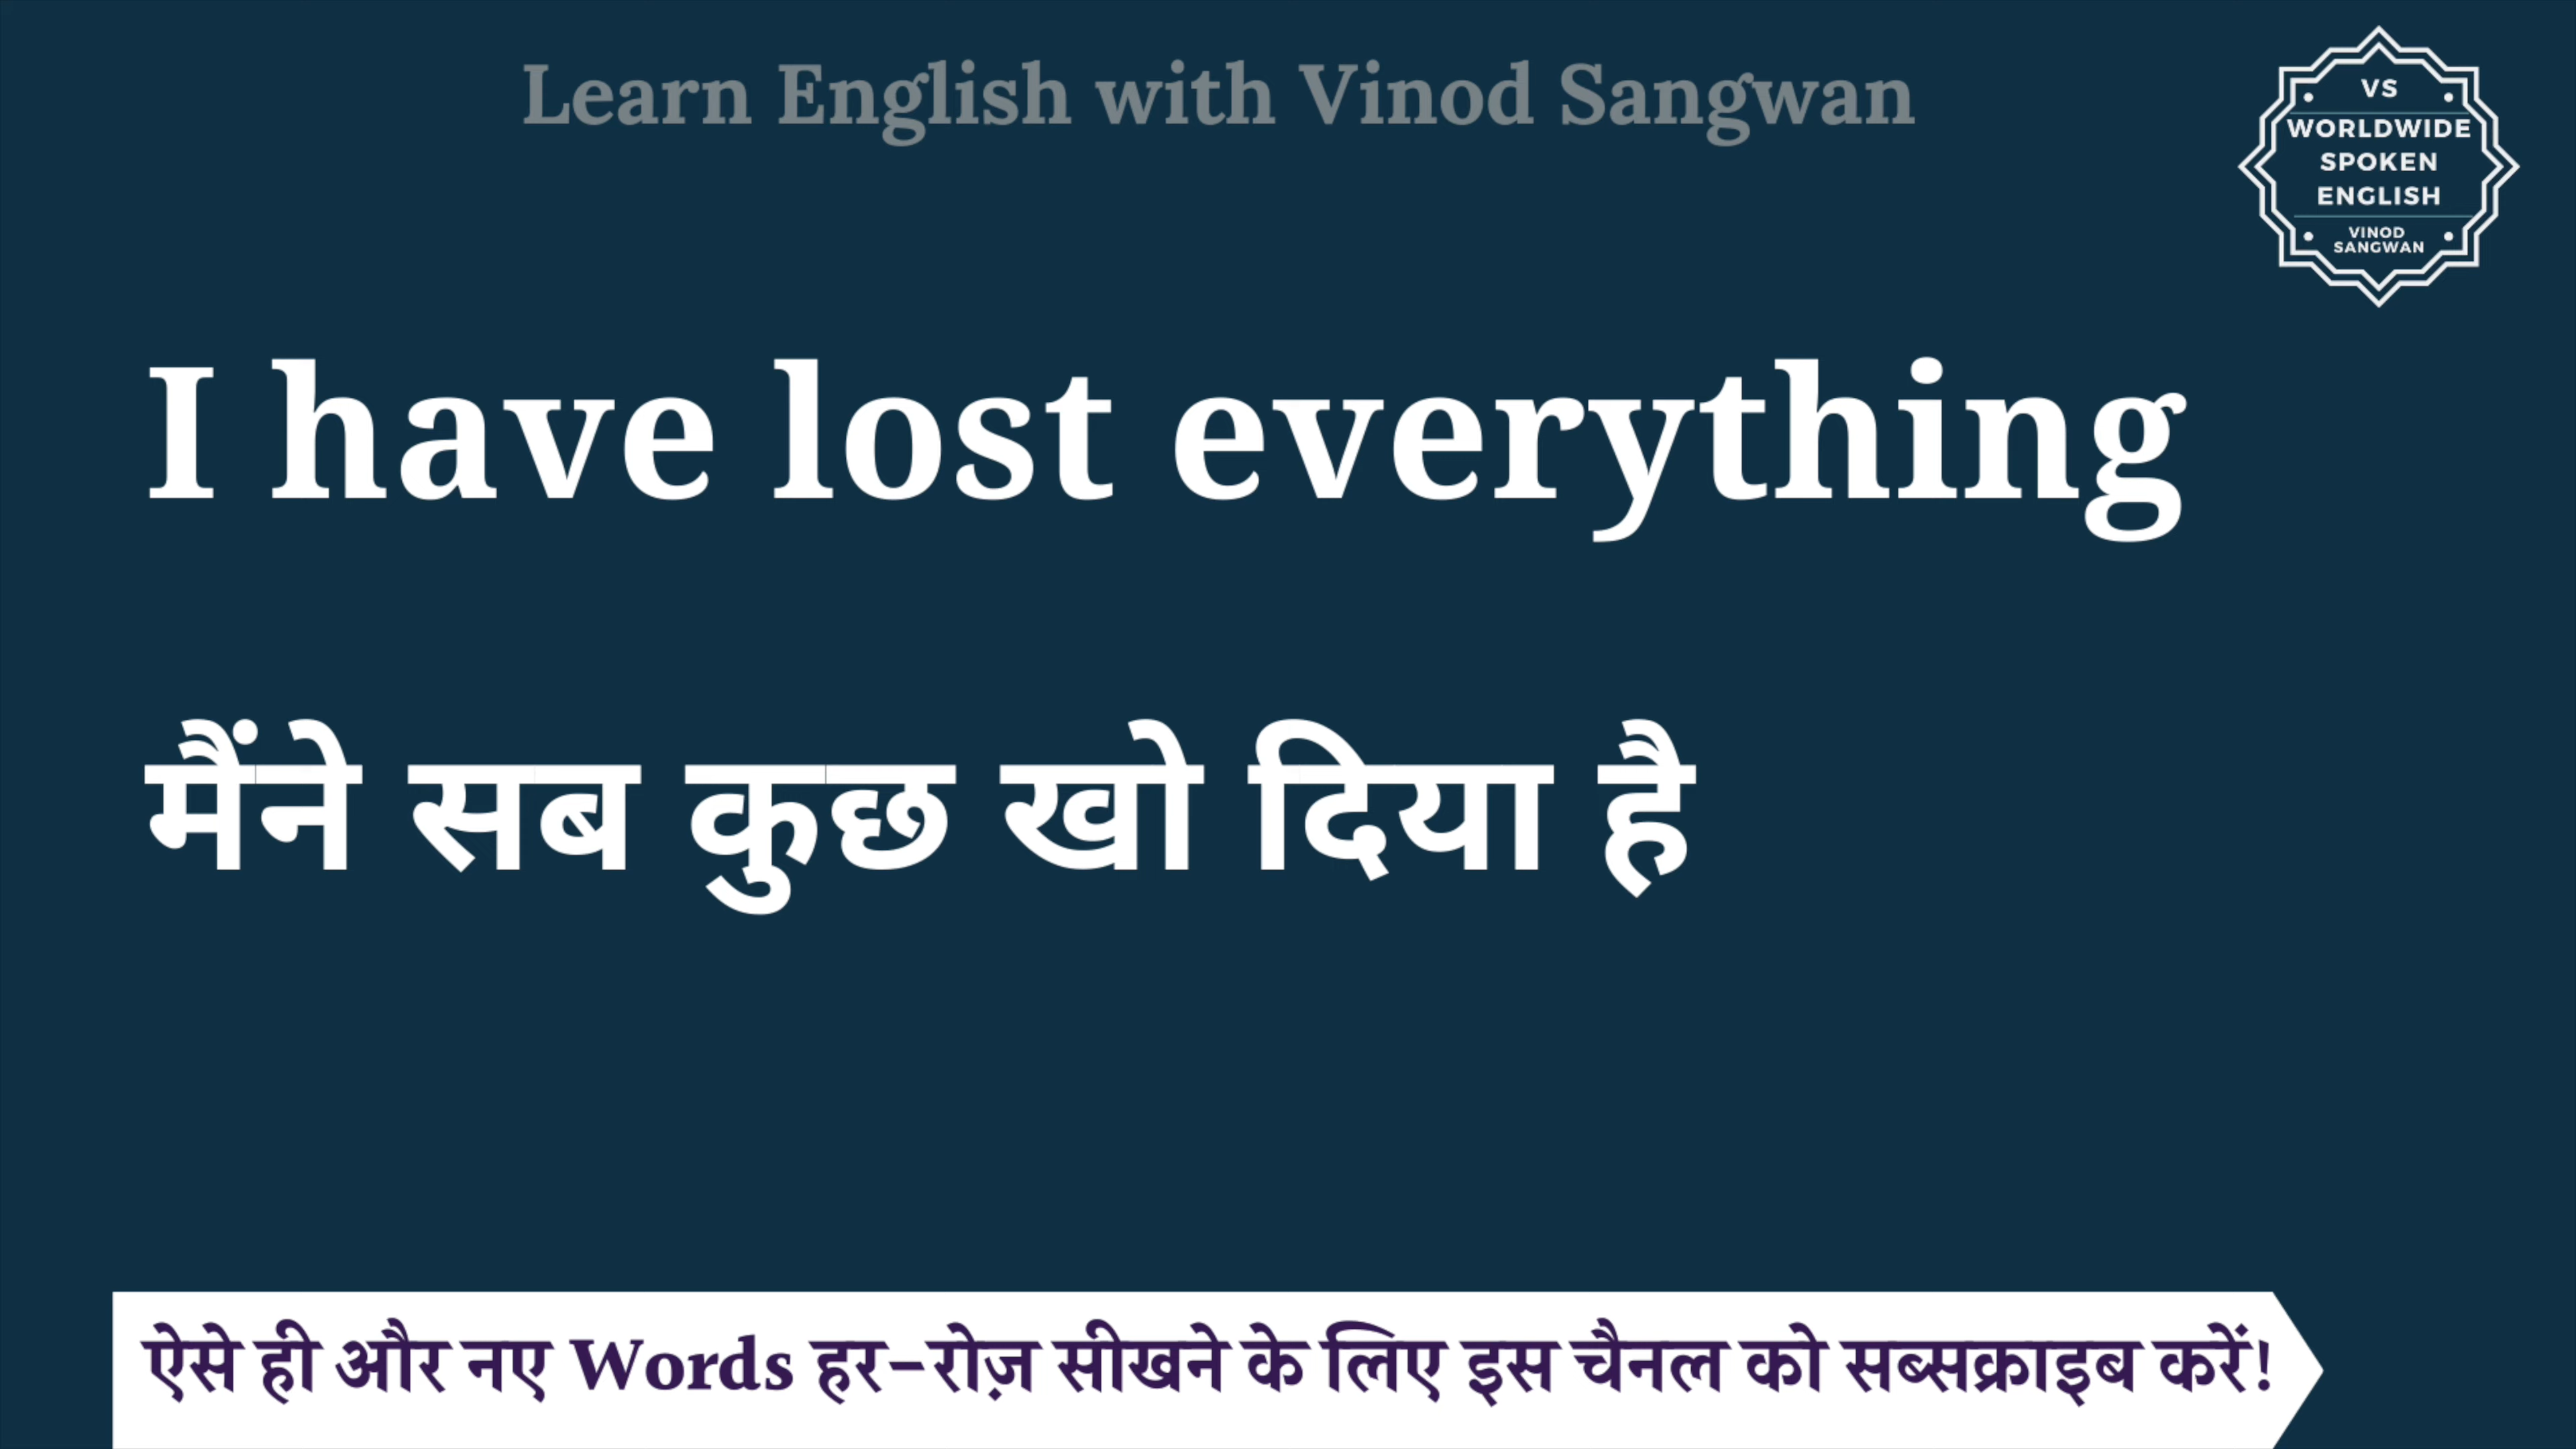 Learn English with Vinod Sangwan
VS
WORLDWIDE
SPOKEN
ENGLISH
VINOD
SANGWAN
I have lost everything
मैंने सब कुछ खो दिया है
ऐसे ही और नए Words हर-रोज़ सीखने के लिए इस चैनल को सब्सक्राइब करें!